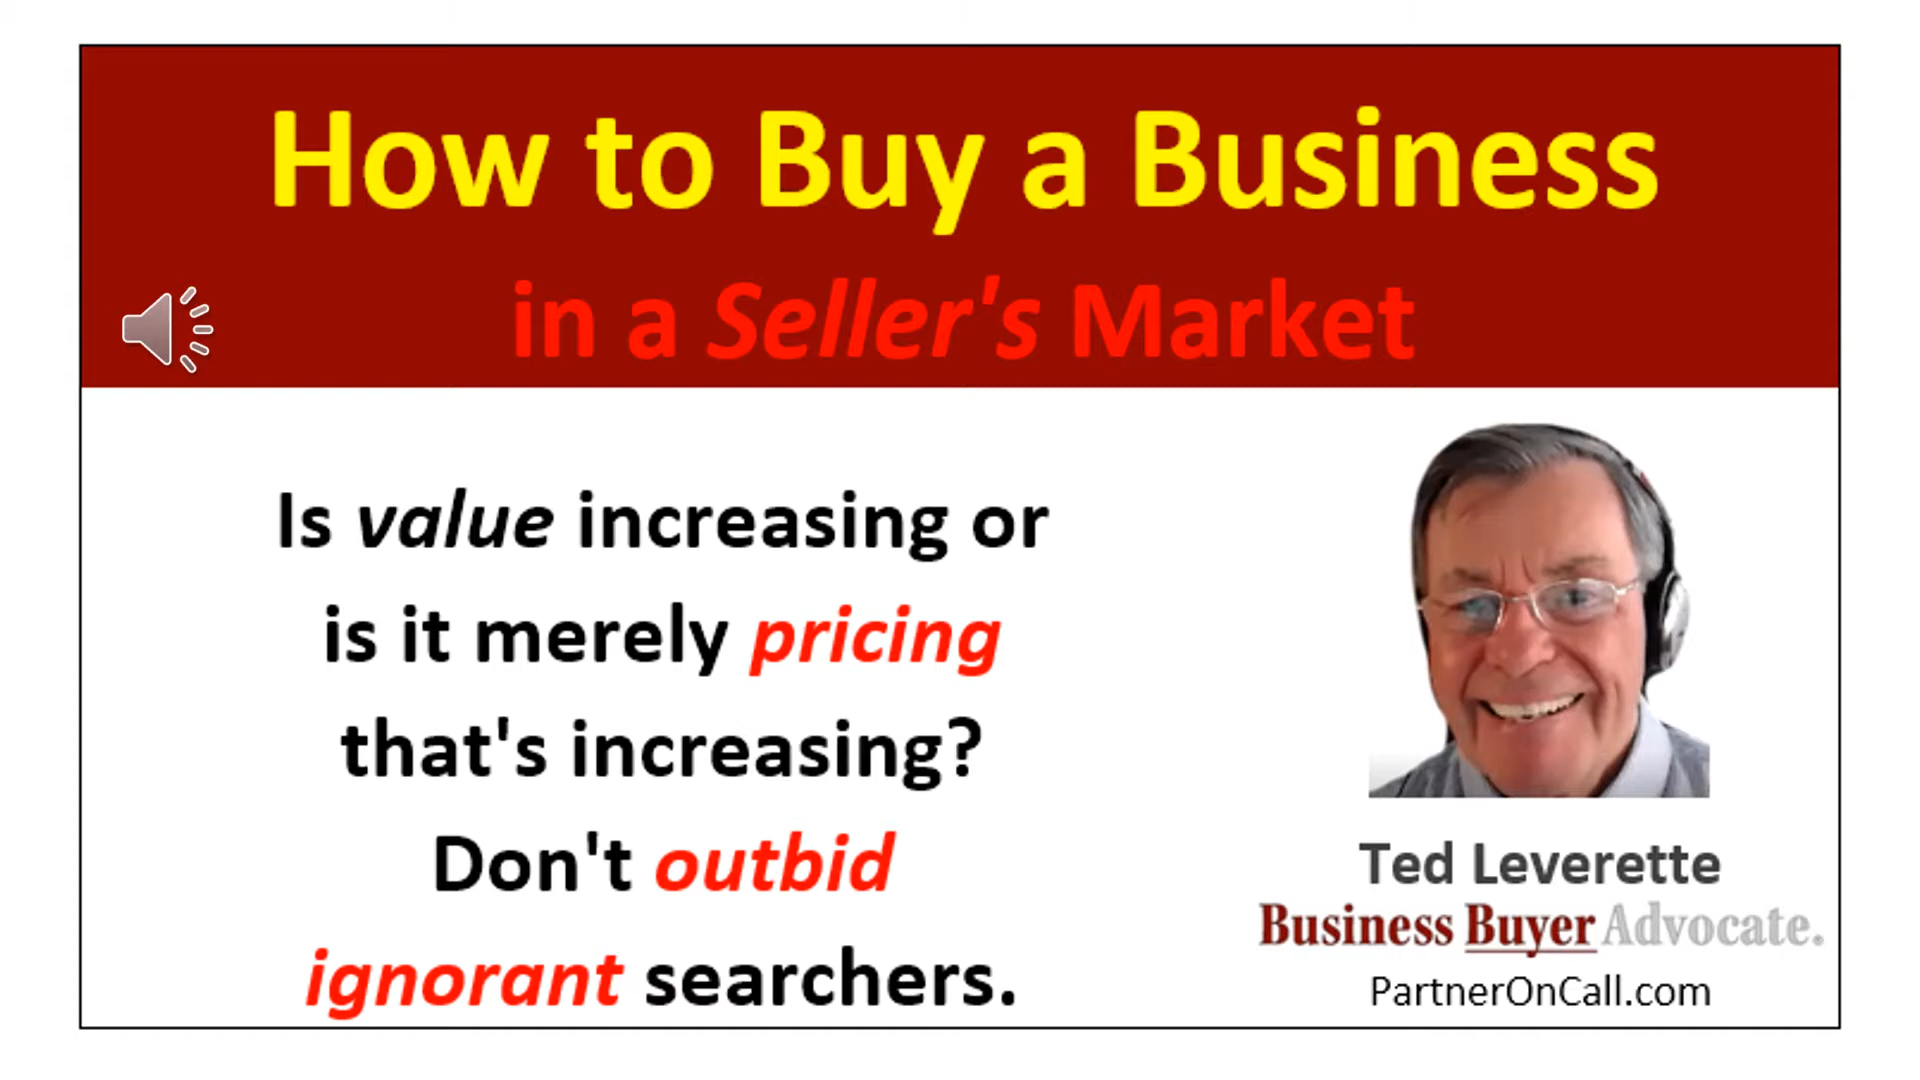 How to Buy a Business
in a Seller's Market
Is value increasing or
is it merely pricing
that's increasing?
Don't outbid
ignorant searchers.
Ted Leverette
Business Buyer Advocate.
PartnerOnCall.com